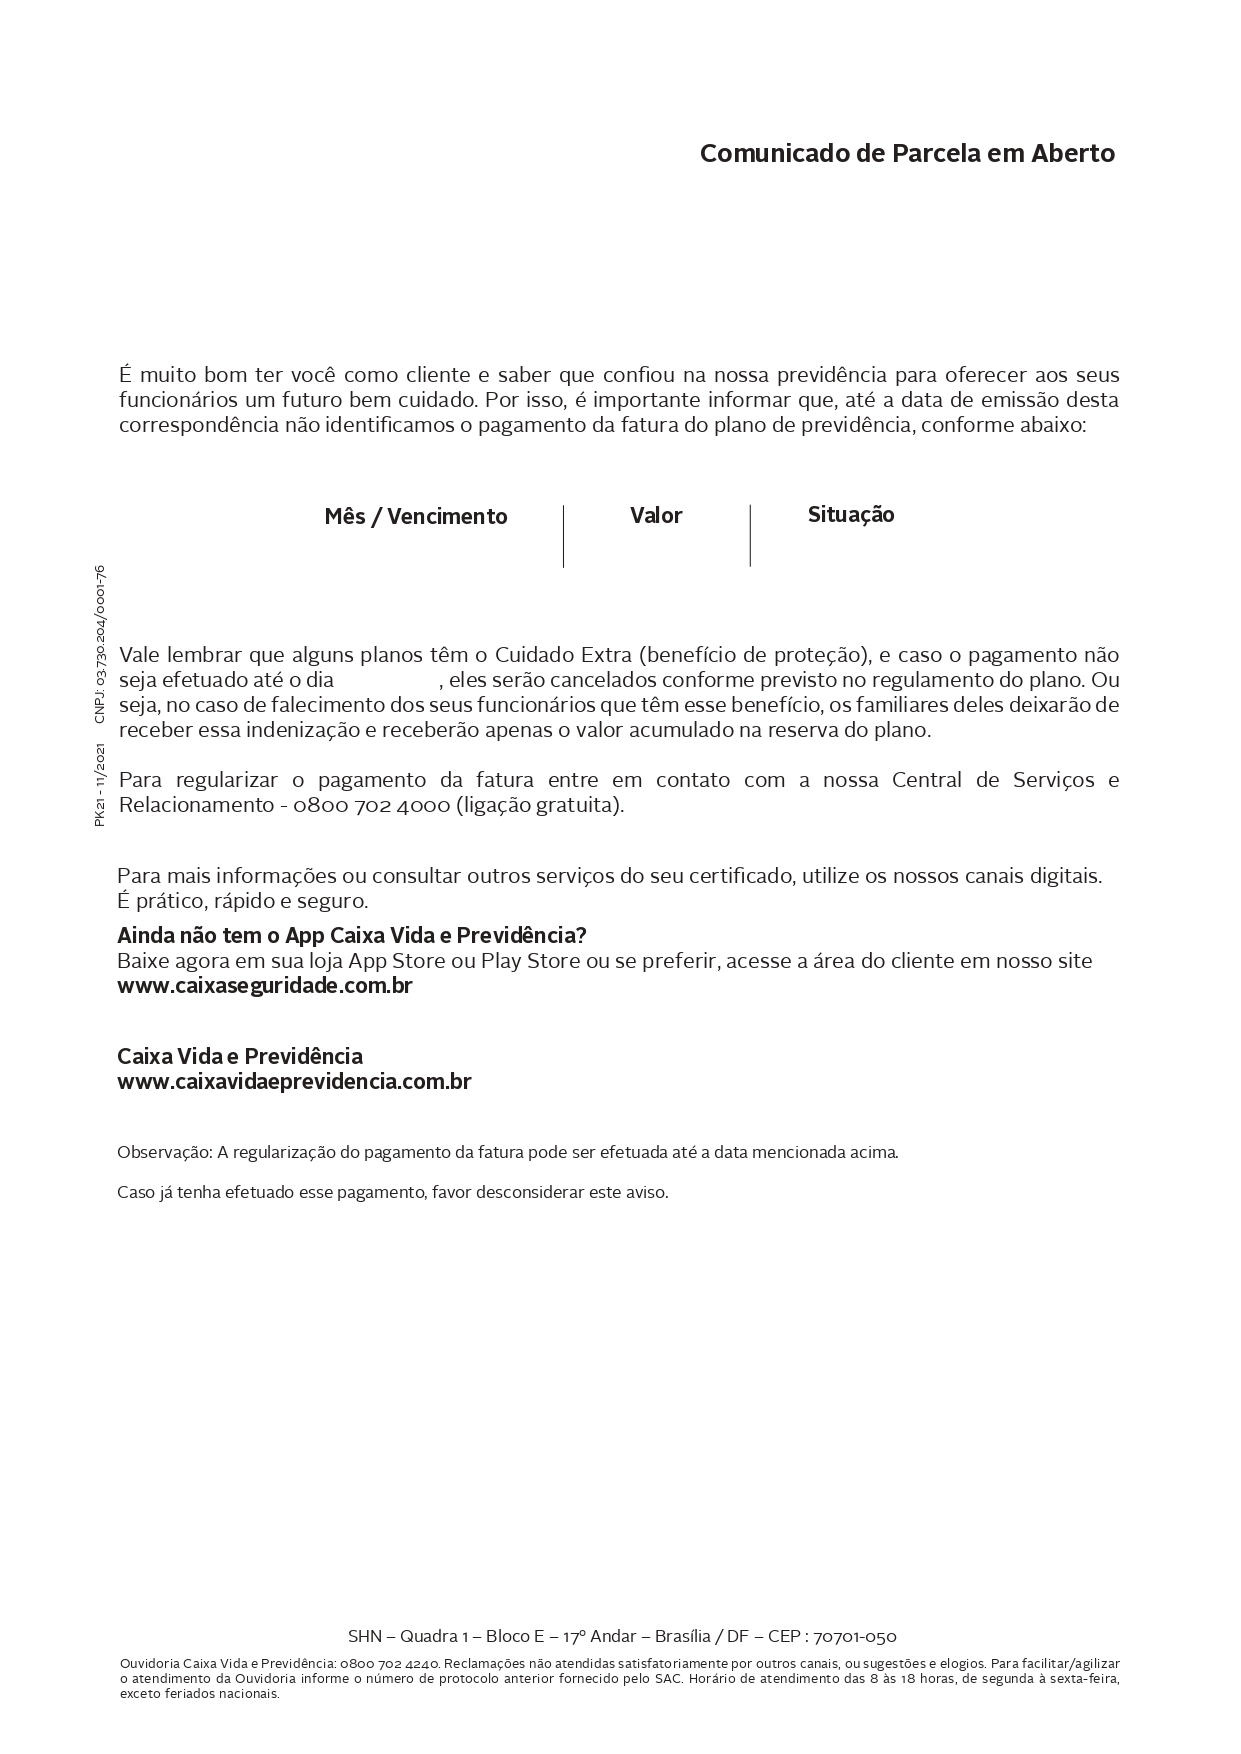 Comunicado de Parcela em Aberto
É muito bom ter você como cliente e saber que confiou na nossa previdência para oferecer aos seus
funcionários um futuro bem cuidado. Por isso, é importante informar que, até a data de emissão desta
correspondência não identificamos o pagamento da fatura do plano de previdência, conforme abaixo:
Mês / Vencimento Valor Situação
PK21 - 11/2021 CNPJ: 03.730.204/0001-76
Vale lembrar que alguns planos têm o Cuidado Extra (benefício de proteção), e caso o pagamento não
seja efetuado até o dia , eles serão cancelados conforme previsto no regulamento do plano. Ou
seja, no caso de falecimento dos seus funcionários que têm esse benefício, os familiares deles deixarão de
receber essa indenização e receberão apenas o valor acumulado na reserva do plano.
Para regularizar o pagamento da fatura entre em contato com a nossa Central de Serviços e
Relacionamento - 0800 702 4000 (ligação gratuita).
Para mais informações ou consultar outros serviços do seu certificado, utilize os nossos canais digitais.
É prático, rápido e seguro.
Ainda não tem o App Caixa Vida e Previdência?
Baixe agora em sua loja App Store ou Play Store ou se preferir, acesse a área do cliente em nosso site
www.caixaseguridade.com.br
Caixa Vida e Previdência
www.caixavidaeprevidencia.com.br
Observação: A regularização do pagamento da fatura pode ser efetuada até a data mencionada acima.
Caso já tenha efetuado esse pagamento, favor desconsiderar este aviso.
SHN – Quadra 1 – Bloco E – 17º Andar – Brasília / DF – CEP : 70701-050
Ouvidoria Caixa Vida e Previdência: 0800 702 4240. Reclamações não atendidas satisfatoriamente por outros canais, ou sugestões e elogios. Para facilitar/agilizar
o atendimento da Ouvidoria informe o número de protocolo anterior fornecido pelo SAC. Horário de atendimento das 8 às 18 horas, de segunda à sexta-feira,
exceto feriados nacionais.